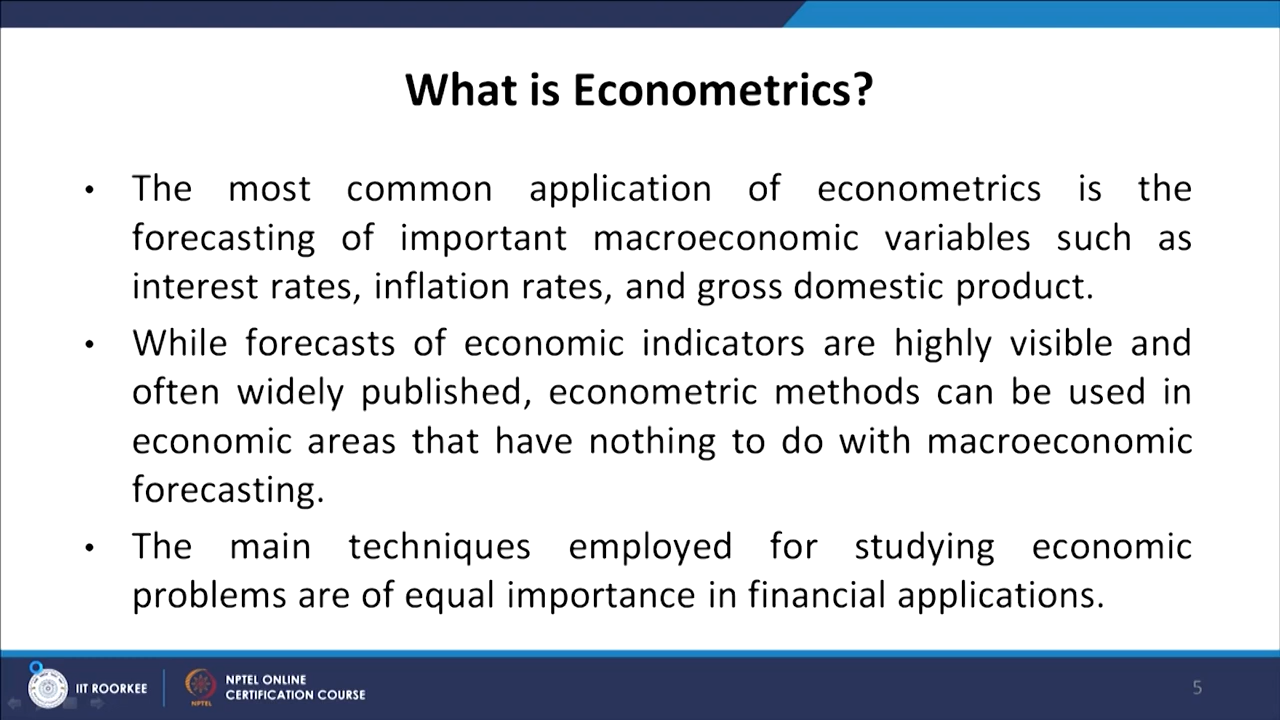 What is Econometrics?
• The most common application of econometrics is the
forecasting of important macroeconomic variables such as
interest rates, inflation rates, and gross domestic product.
• While forecasts of economic indicators are highly visible and
often widely published, econometric methods can be used in
economic areas that have nothing to do with macroeconomic
forecasting.
• The main techniques employed for studying economic
problems are of equal importance in financial applications.
IIT ROORKEE
NPTEL
NPTEL ONLINE
CERTIFICATION COURSE
5